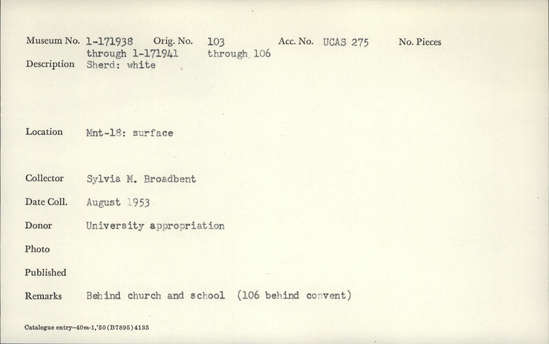 Museum No. 1-171938 Orig. No. 103 Acc. No. UCAS 275 No. Pieces
through 1-171941 through 106
Description Sherd: white
Location Mnt-18: surface
Collector Sylvia M. Broadbent
Date Coll. August 1953
Donor University appropriation
Photo
Published
Remarks Behind church and school (106 behind convent)
Catalogue entry—40m-1,'50 (B7895) 4153